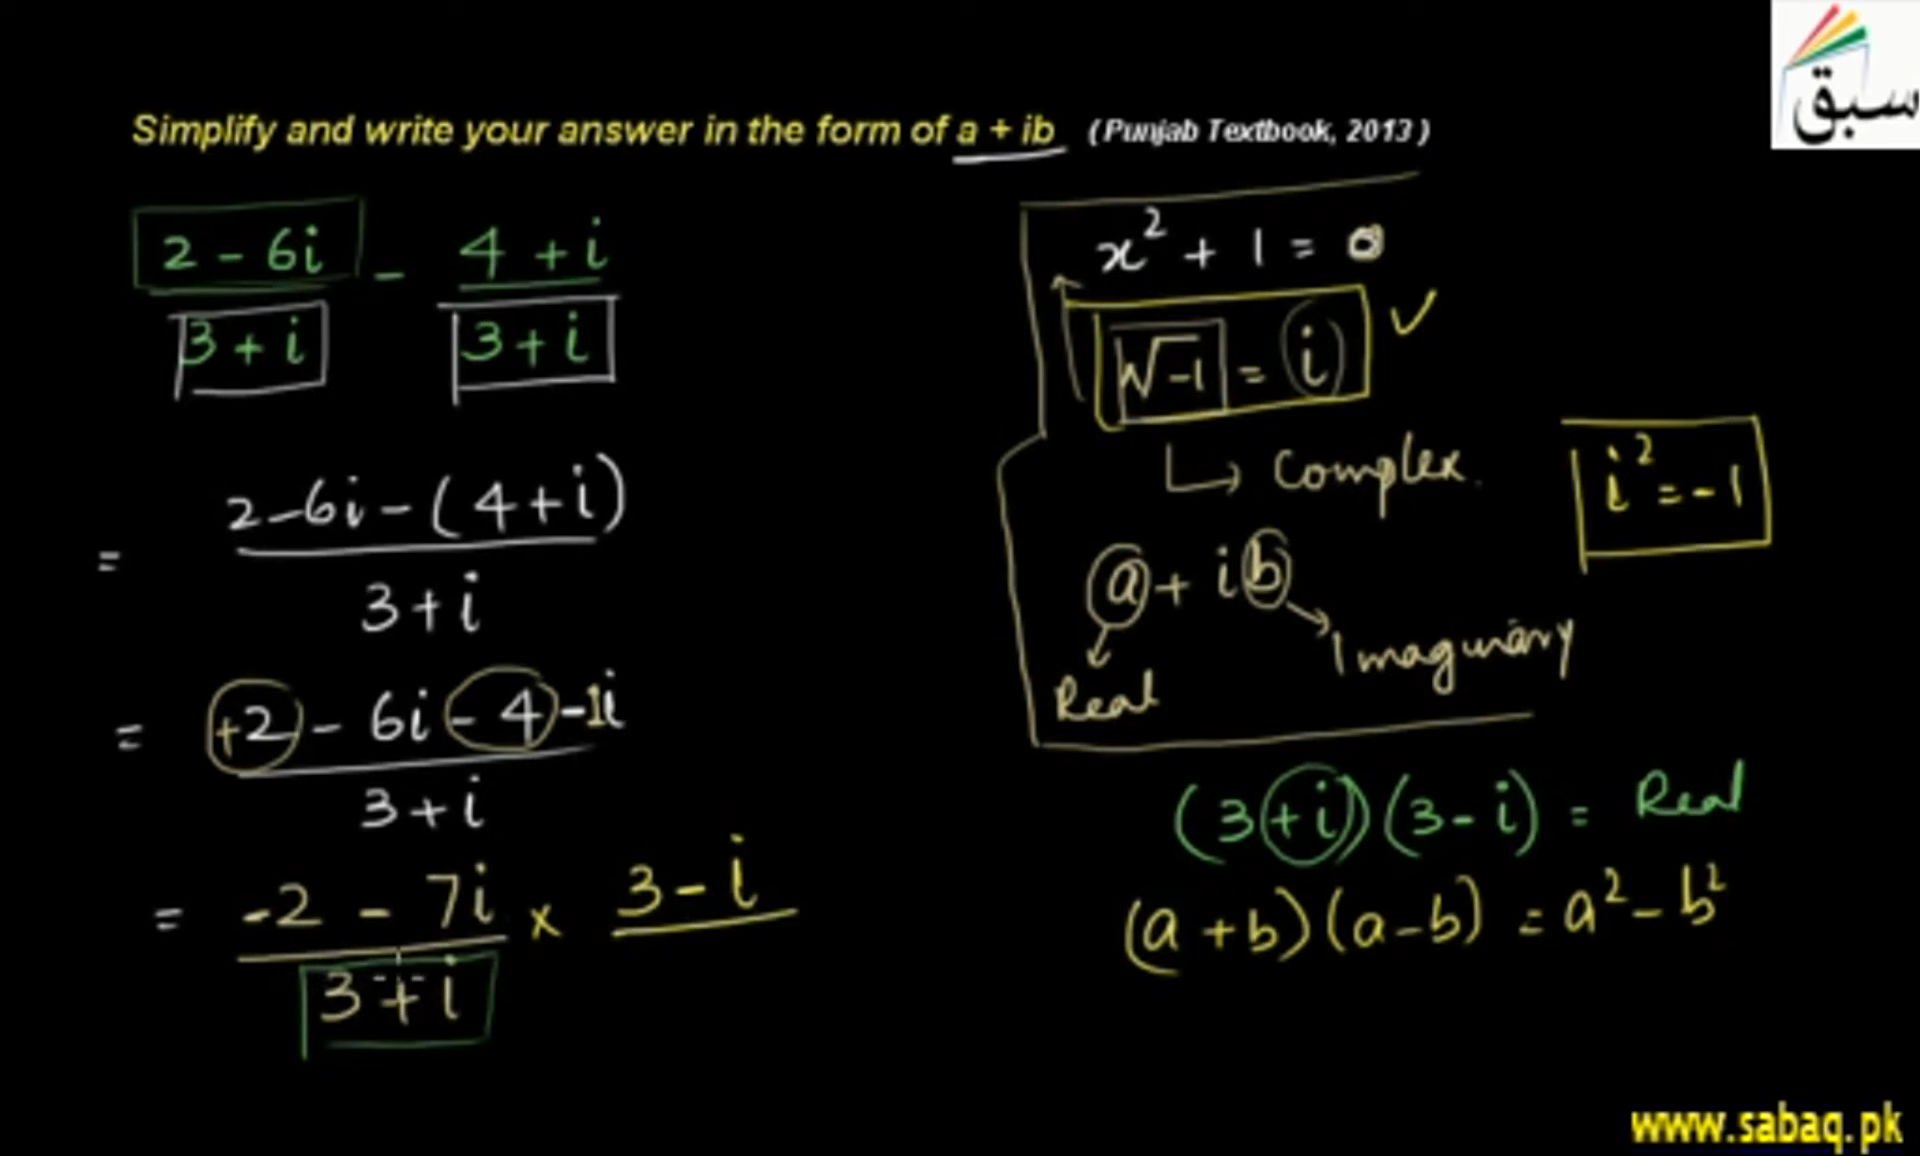 سبق
Simplify and write your answer in the form of a + ib (Punjab Textbook, 2013)
2 - 6i - 4 + i
3 + i 3 + i
= 2 - 6i - (4 + i)
3 + i
= +2 - 6i - 4 - 1i
3 + i
= -2 - 7i × 3 - i
3 + i
x² + 1 = 0
√-1 = i ✓
↳ Complex.
i² = -1
a + ib
Real
Imaginary
(3 + i)(3 - i) = Real
(a + b)(a - b) = a² - b²
www.sabaq.pk